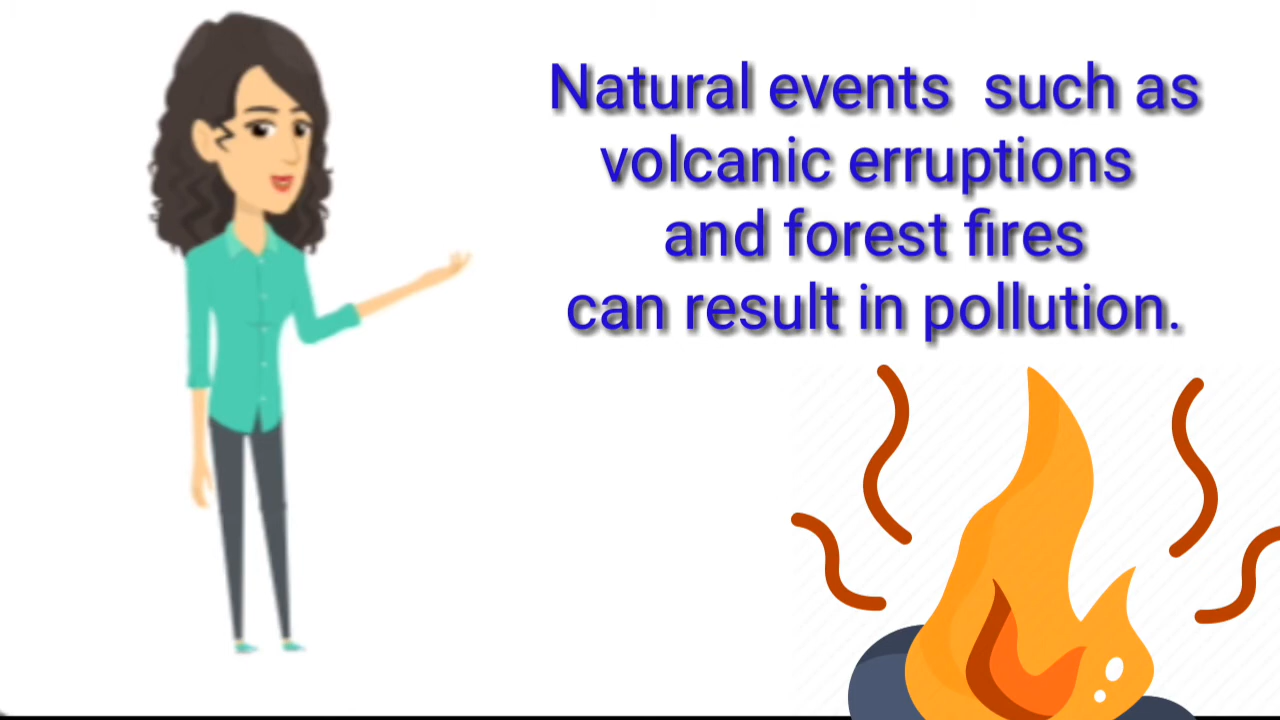 Natural events such as
volcanic erruptions
and forest fires
can result in pollution.